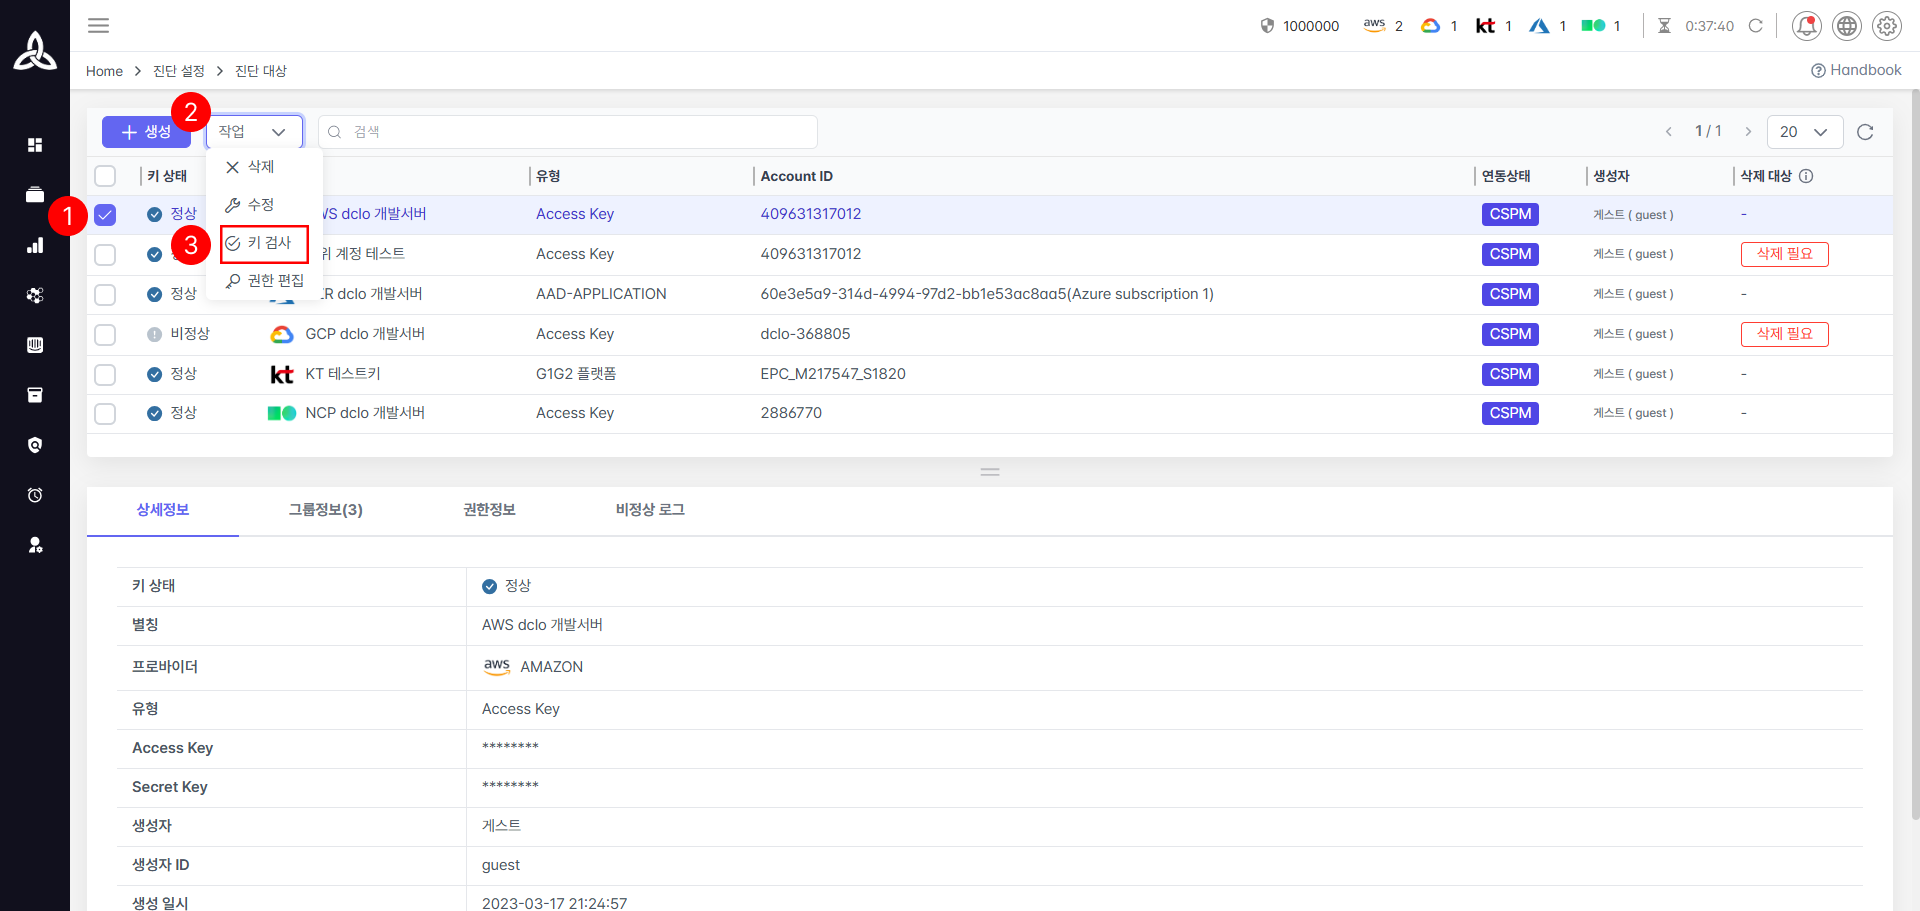 1000000 aws 2 1 kt 1 1 1 0:37:40
Home > 진단 설정 > 진단 대상
Handbook
2
+ 생성 작업 검색 < 1 / 1 > 20
삭제
수정
3 키 검사
권한 편집
키 상태 유형 Account ID 연동상태 생성자 삭제 대상
1 정상 WS dclo 개발서버 Access Key 409631317012 CSPM 게스트 ( guest ) -
위 계정 테스트 Access Key 409631317012 CSPM 게스트 ( guest ) 삭제 필요
정상 ER dclo 개발서버 AAD-APPLICATION 60e3e5a9-314d-4994-97d2-bb1e53ac8aa5(Azure subscription 1) CSPM 게스트 ( guest ) -
비정상 GCP dclo 개발서버 Access Key dclo-368805 CSPM 게스트 ( guest ) 삭제 필요
정상 kt KT 테스트키 G1G2 플랫폼 EPC_M217547_S1820 CSPM 게스트 ( guest ) -
정상 NCP dclo 개발서버 Access Key 2886770 CSPM 게스트 ( guest ) -
상세정보 그룹정보(3) 권한정보 비정상 로그
키 상태 정상
별칭 AWS dclo 개발서버
프로바이더 aws AMAZON
유형 Access Key
Access Key ********
Secret Key ********
생성자 게스트
생성자 ID guest
생성 일시 2023-03-17 21:24:57